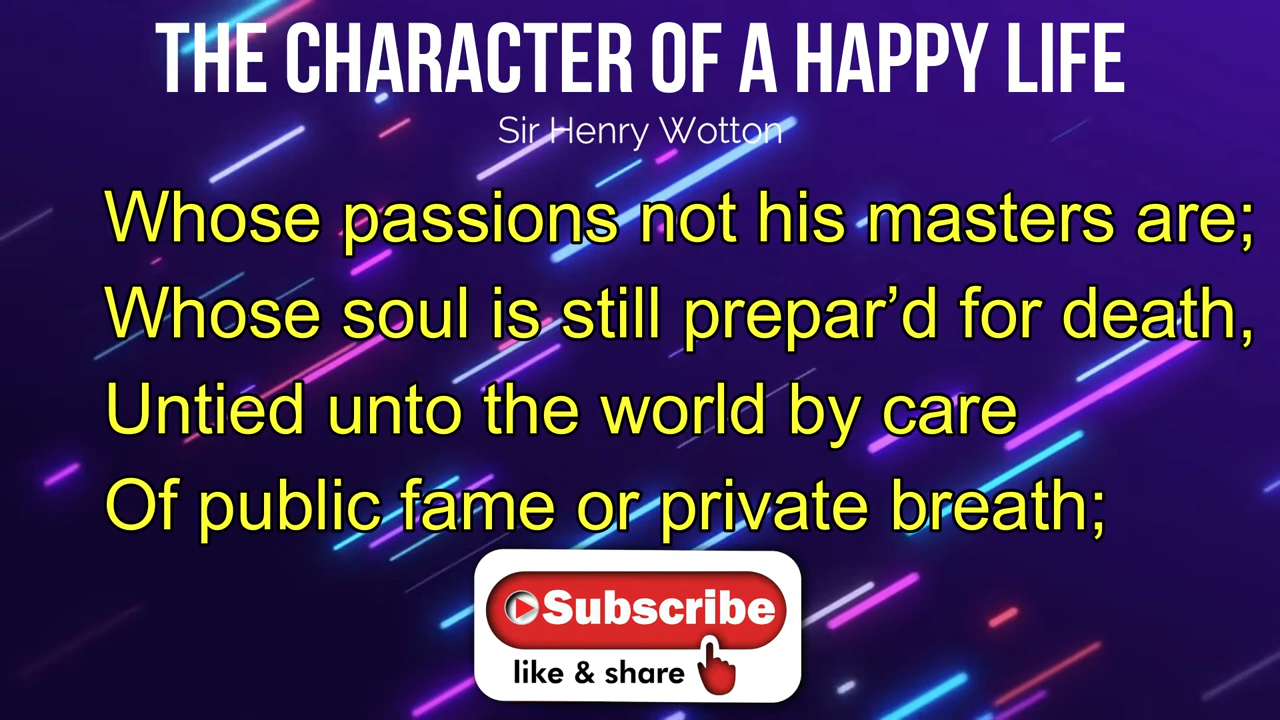 THE CHARACTER OF A HAPPY LIFE
Sir Henry Wotton
Whose passions not his masters are;
Whose soul is still prepar’d for death,
Untied unto the world by care
Of public fame or private breath;
Subscribe
like & share